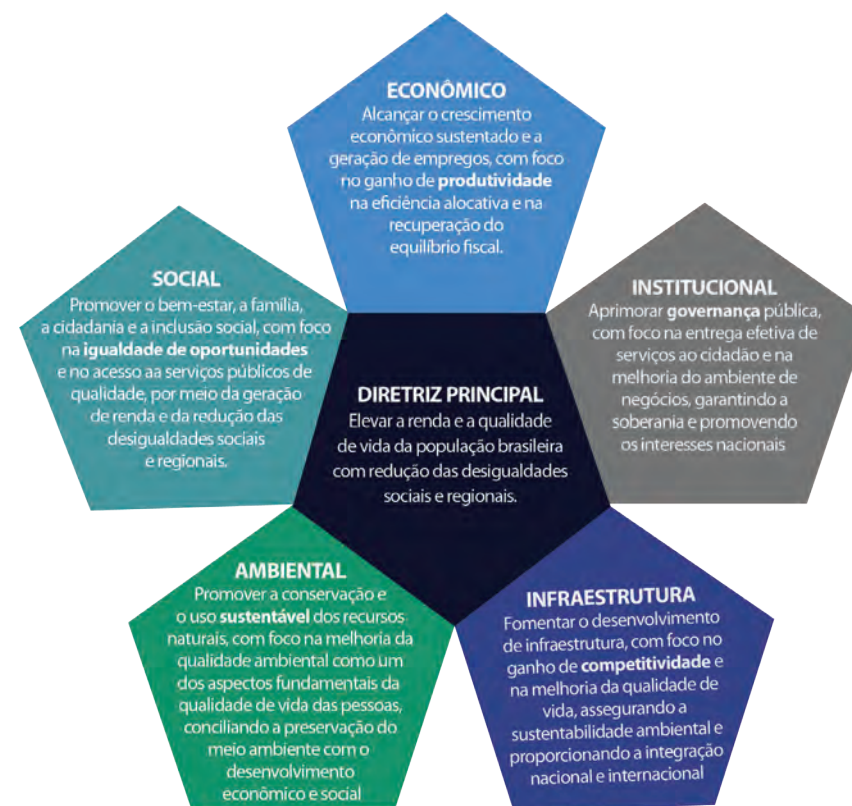 ECONÔMICO
Alcançar o crescimento
econômico sustentado e a
geração de empregos, com foco
no ganho de produtividade
na eficiência alocativa e na
recuperação do
equilíbrio fiscal.
SOCIAL
Promover o bem-estar, a família,
a cidadania e a inclusão social, com foco
na igualdade de oportunidades
e no acesso aa serviços públicos de
qualidade, por meio da geração
de renda e da redução das
desigualdades sociais
e regionais.
INSTITUCIONAL
Aprimorar governança pública,
com foco na entrega efetiva de
serviços ao cidadão e na
melhoria do ambiente de
negócios, garantindo a
soberania e promovendo
os interesses nacionais
DIRETRIZ PRINCIPAL
Elevar a renda e a qualidade
de vida da população brasileira
com redução das desigualdades
sociais e regionais.
AMBIENTAL
Promover a conservação e
o uso sustentável dos recursos
naturais, com foco na melhoria da
qualidade ambiental como um
dos aspectos fundamentais da
qualidade de vida das pessoas,
conciliando a preservação do
meio ambiente com o
desenvolvimento
econômico e social
INFRAESTRUTURA
Fomentar o desenvolvimento
de infraestrutura, com foco no
ganho de competitividade e
na melhoria da qualidade de
vida, assegurando a
sustentabilidade ambiental e
proporcionando a integração
nacional e internacional